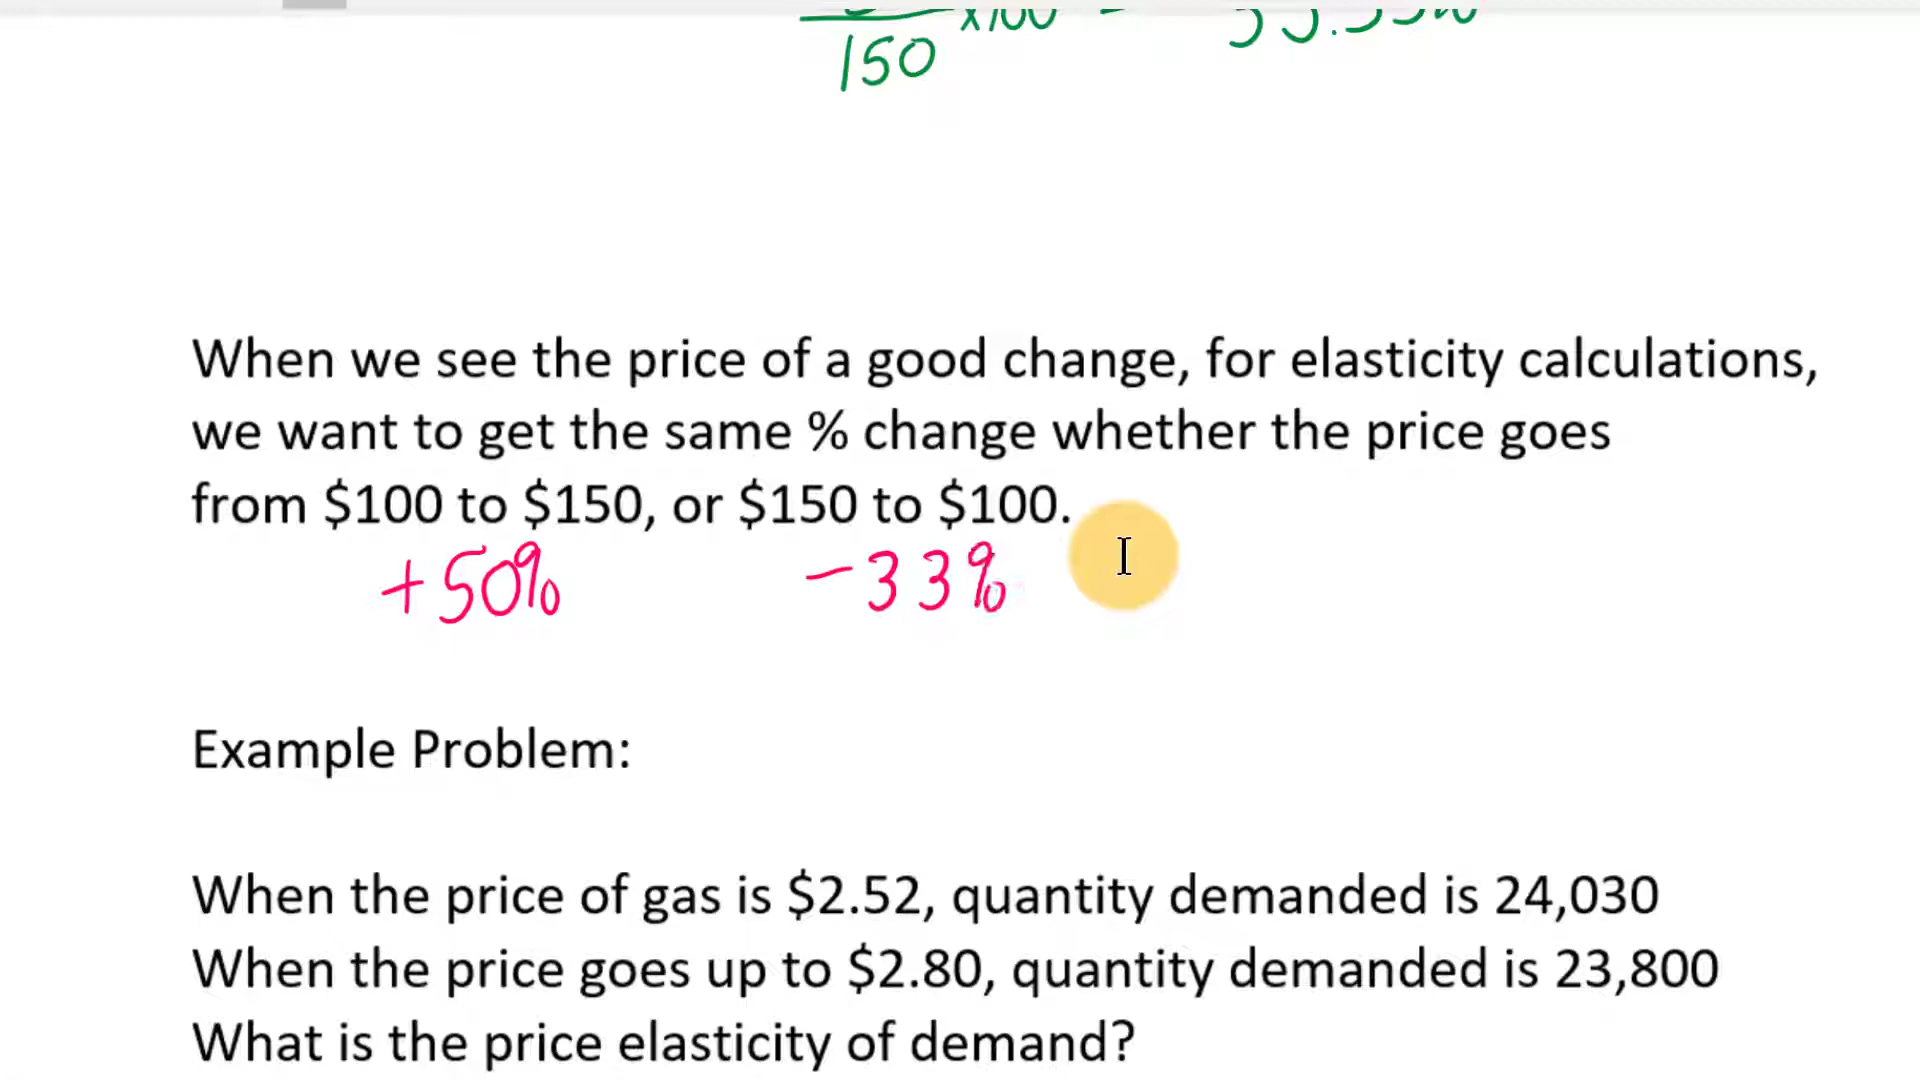 150 x100
When we see the price of a good change, for elasticity calculations,
we want to get the same % change whether the price goes
from $100 to $150, or $150 to $100.
+50% -33%
Example Problem:
When the price of gas is $2.52, quantity demanded is 24,030
When the price goes up to $2.80, quantity demanded is 23,800
What is the price elasticity of demand?